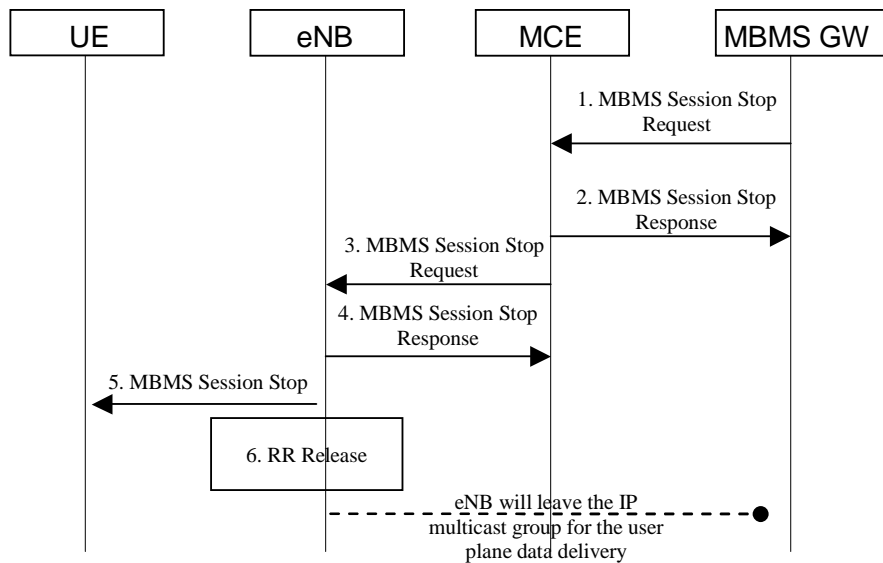 UE
eNB
MCE
MBMS GW
1. MBMS Session Stop
Request
2. MBMS Session Stop
Response
3. MBMS Session Stop
Request
4. MBMS Session Stop
Response
5. MBMS Session Stop
6. RR Release
eNB will leave the IP
multicast group for the user
plane data delivery